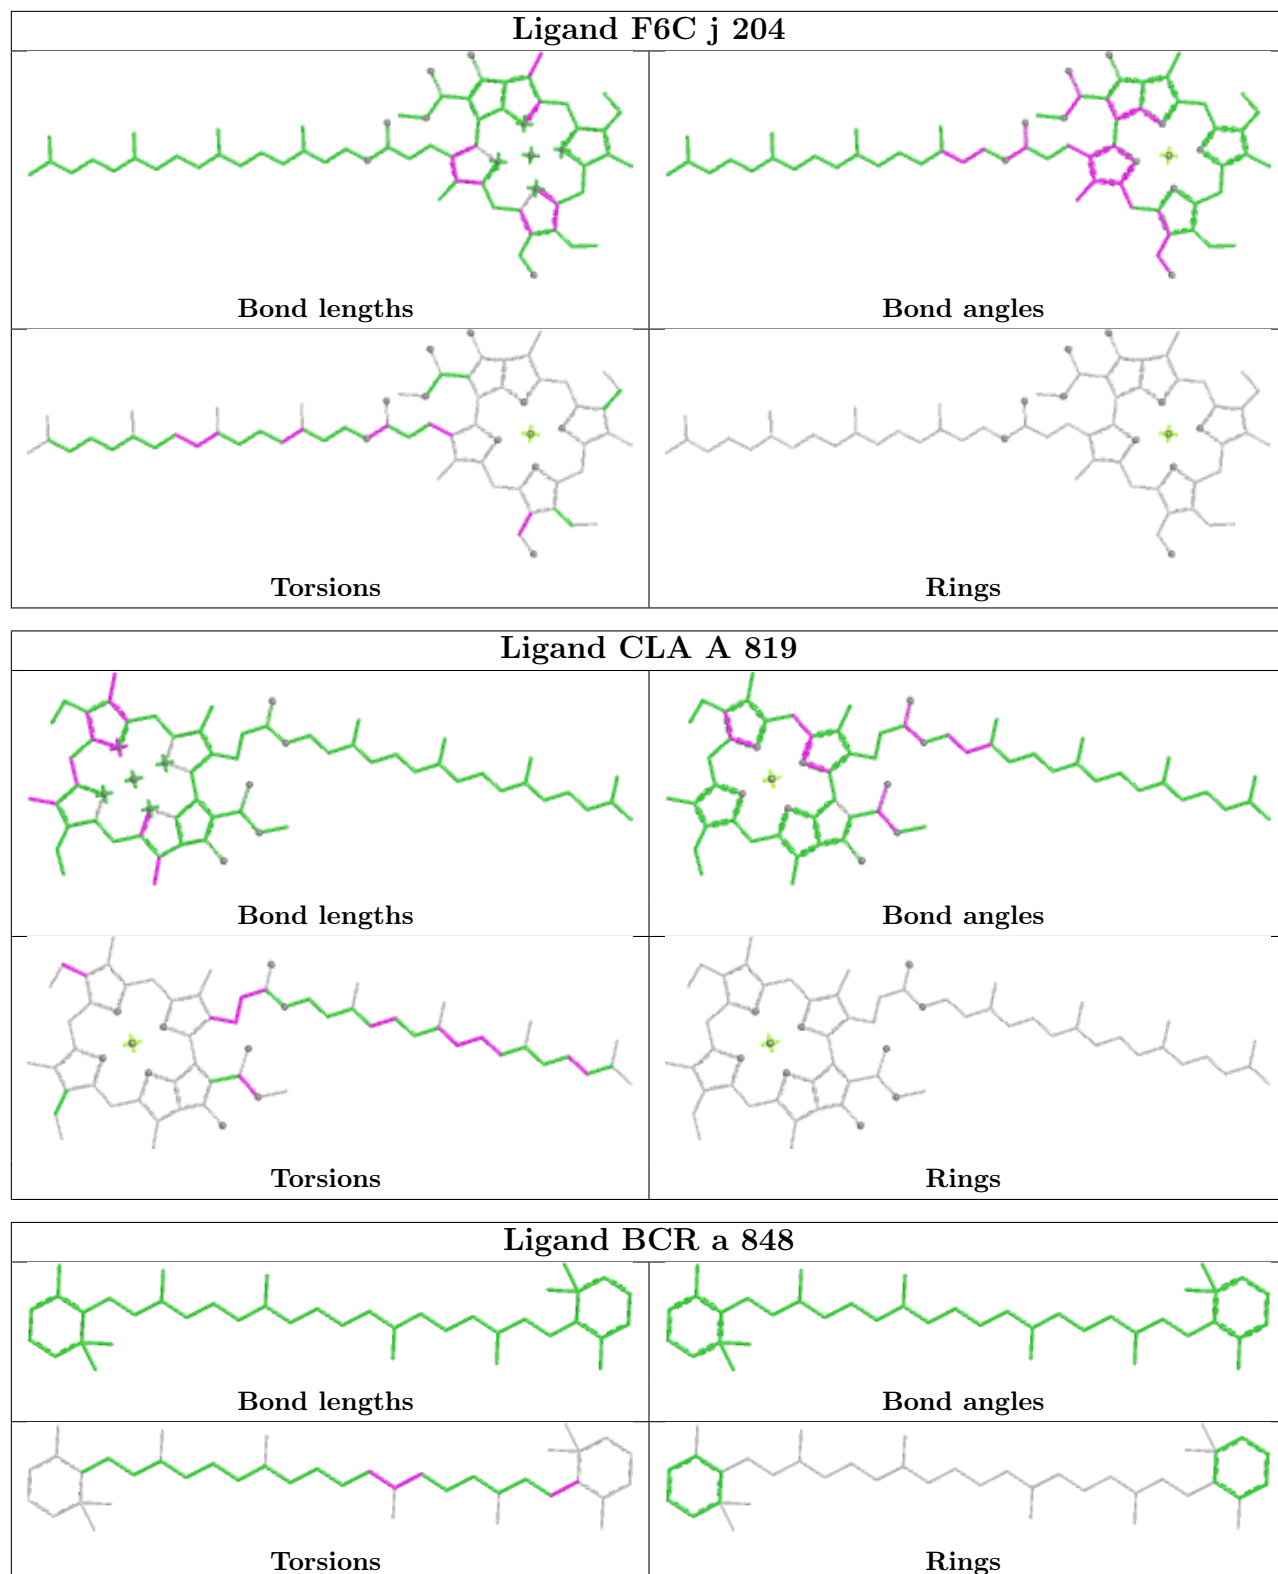 Ligand F6C j 204
Bond lengths
Bond angles
Torsions
Rings
Ligand CLA A 819
Bond lengths
Bond angles
Torsions
Rings
Ligand BCR a 848
Bond lengths
Bond angles
Torsions
Rings